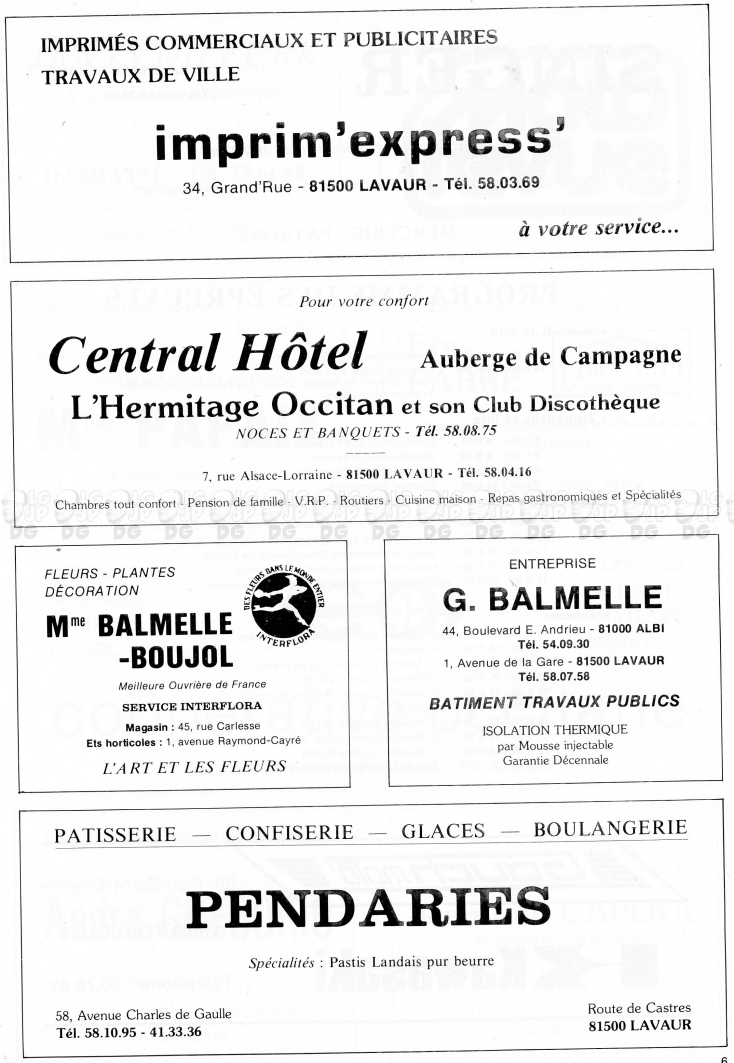 IMPRIMÉS COMMERCIAUX ET PUBLICITAIRES
TRAVAUX DE VILLE
imprim'express'
34, Grand'Rue - 81500 LAVAUR - Tél. 58.03.69
à votre service...
Pour votre confort
Central Hôtel Auberge de Campagne
L'Hermitage Occitan et son Club Discothèque
NOCES ET BANQUETS - Tél. 58.08.75
7, rue Alsace-Lorraine - 81500 LAVAUR - Tél. 58.04.16
Chambres tout confort - Pension de famille - V.R.P. - Routiers - Cuisine maison - Repas gastronomiques et Spécialités
FLEURS - PLANTES
DÉCORATION
DES FLEURS DANS LE MONDE ENTIER
INTERFLORA
Mme BALMELLE
-BOUJOL
Meilleure Ouvrière de France
SERVICE INTERFLORA
Magasin : 45, rue Carlesse
Ets horticoles : 1, avenue Raymond-Cayré
L'ART ET LES FLEURS
ENTREPRISE
G. BALMELLE
44, Boulevard E. Andrieu - 81000 ALBI
Tél. 54.09.30
1, Avenue de la Gare - 81500 LAVAUR
Tél. 58.07.58
BATIMENT TRAVAUX PUBLICS
ISOLATION THERMIQUE
par Mousse injectable
Garantie Décennale
PATISSERIE — CONFISERIE — GLACES — BOULANGERIE
PENDARIES
Spécialités : Pastis Landais pur beurre
58, Avenue Charles de Gaulle
Tél. 58.10.95 - 41.33.36
Route de Castres
81500 LAVAUR
6